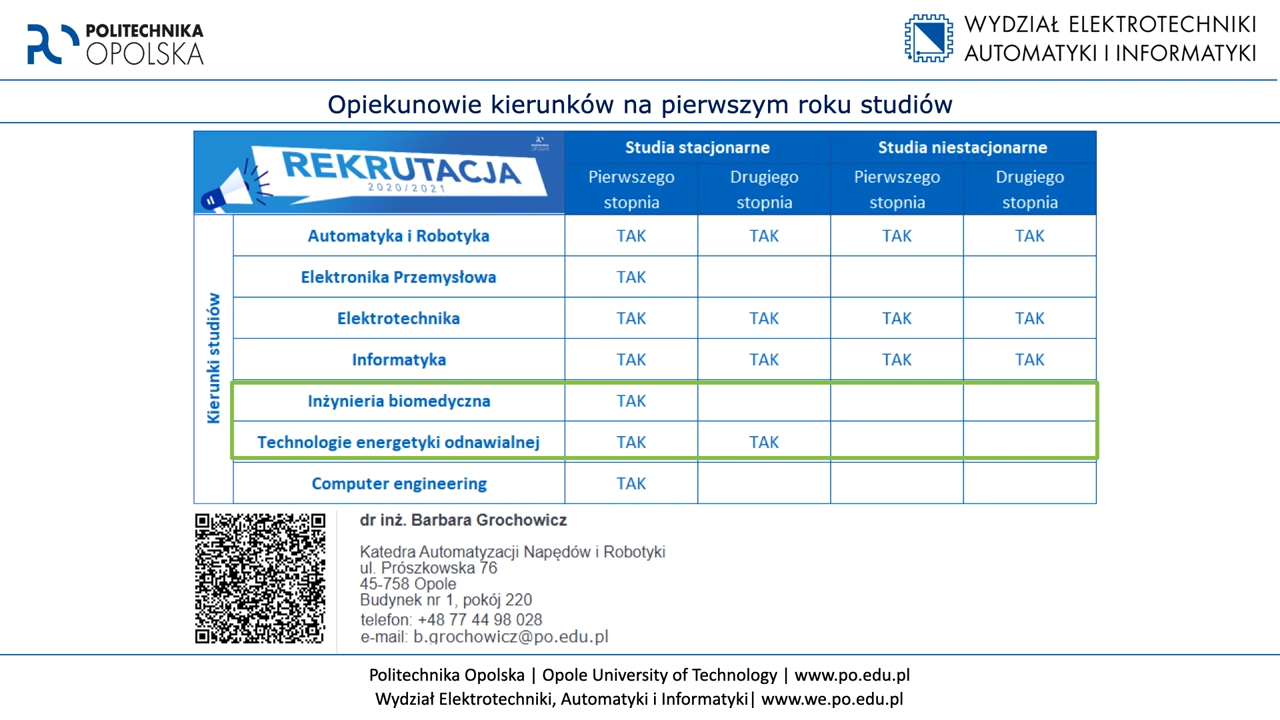 POLITECHNIKA
OPOLSKA
WYDZIAŁ ELEKTROTECHNIKI
AUTOMATYKI I INFORMATYKI
Opiekunowie kierunków na pierwszym roku studiów
REKRUTACJA
2020/2021
Studia stacjonarne Studia niestacjonarne
Pierwszego stopnia Drugiego stopnia Pierwszego stopnia Drugiego stopnia
Kierunki studiów
Automatyka i Robotyka TAK TAK TAK TAK
Elektronika Przemysłowa TAK
Elektrotechnika TAK TAK TAK TAK
Informatyka TAK TAK TAK TAK
Inżynieria biomedyczna TAK
Technologie energetyki odnawialnej TAK TAK
Computer engineering TAK
dr inż. Barbara Grochowicz
Katedra Automatyzacji Napędów i Robotyki
ul. Prószkowska 76
45-758 Opole
Budynek nr 1, pokój 220
telefon: +48 77 44 98 028
e-mail: b.grochowicz@po.edu.pl
Politechnika Opolska | Opole University of Technology | www.po.edu.pl
Wydział Elektrotechniki, Automatyki i Informatyki| www.we.po.edu.pl